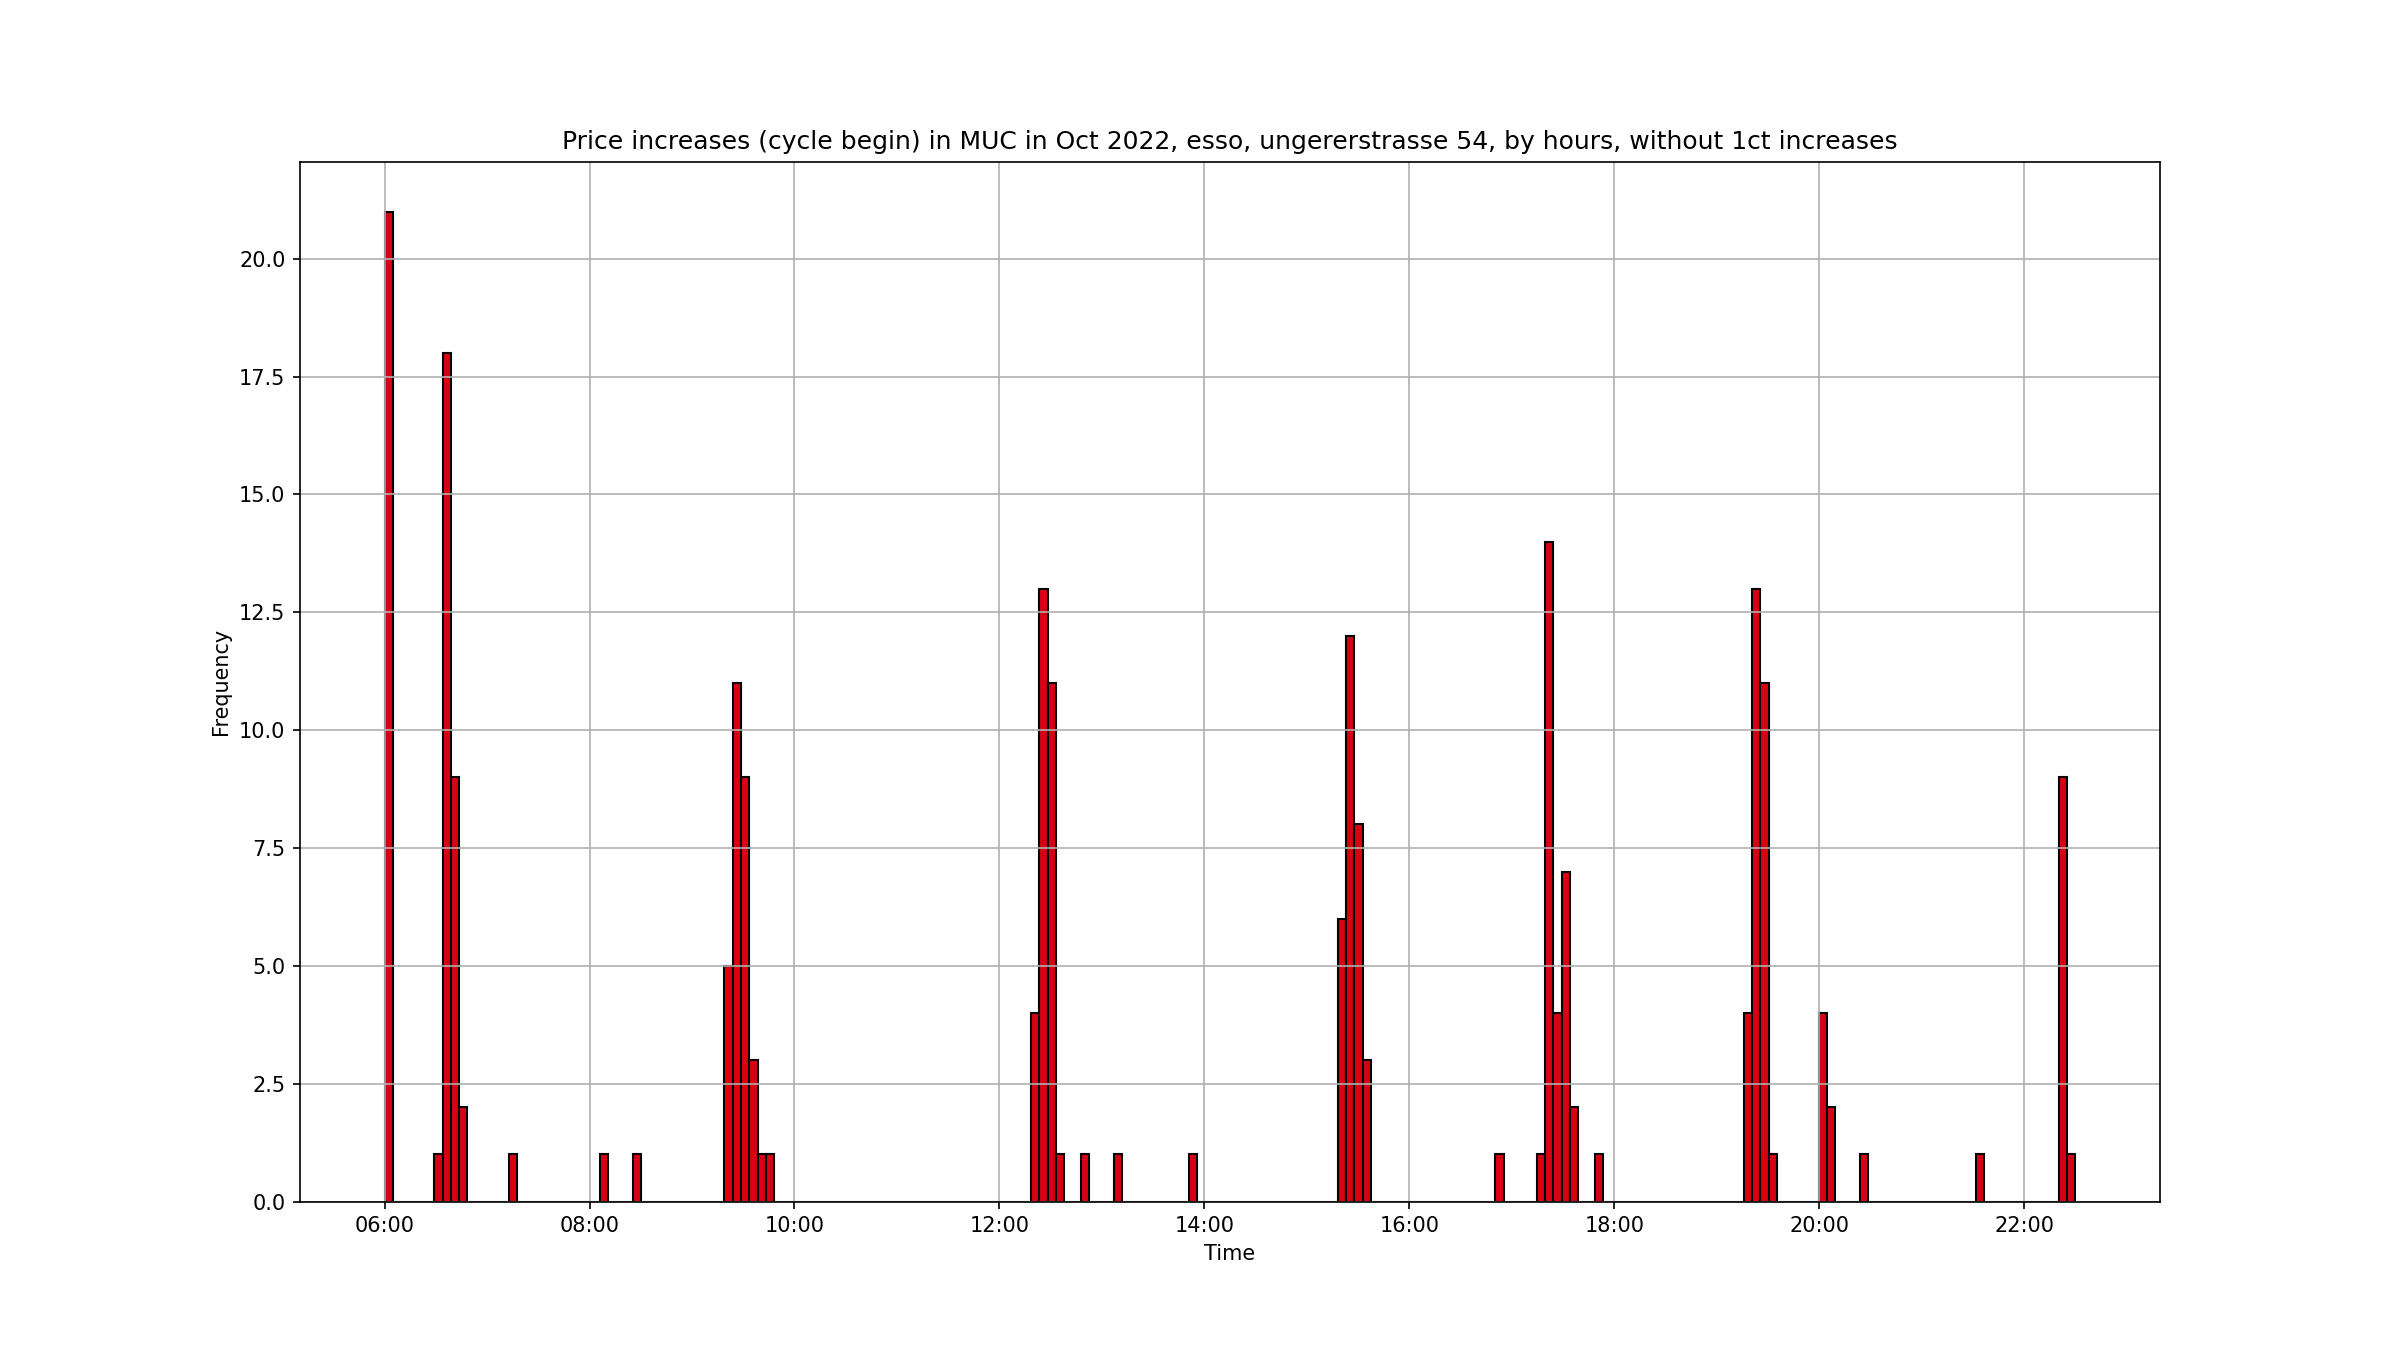 Price increases (cycle begin) in MUC in Oct 2022, esso, ungererstrasse 54, by hours, without 1ct increases
Frequency
20.0
17.5
15.0
12.5
10.0
7.5
5.0
2.5
0.0
06:00 08:00 10:00 12:00 14:00 16:00 18:00 20:00 22:00
Time